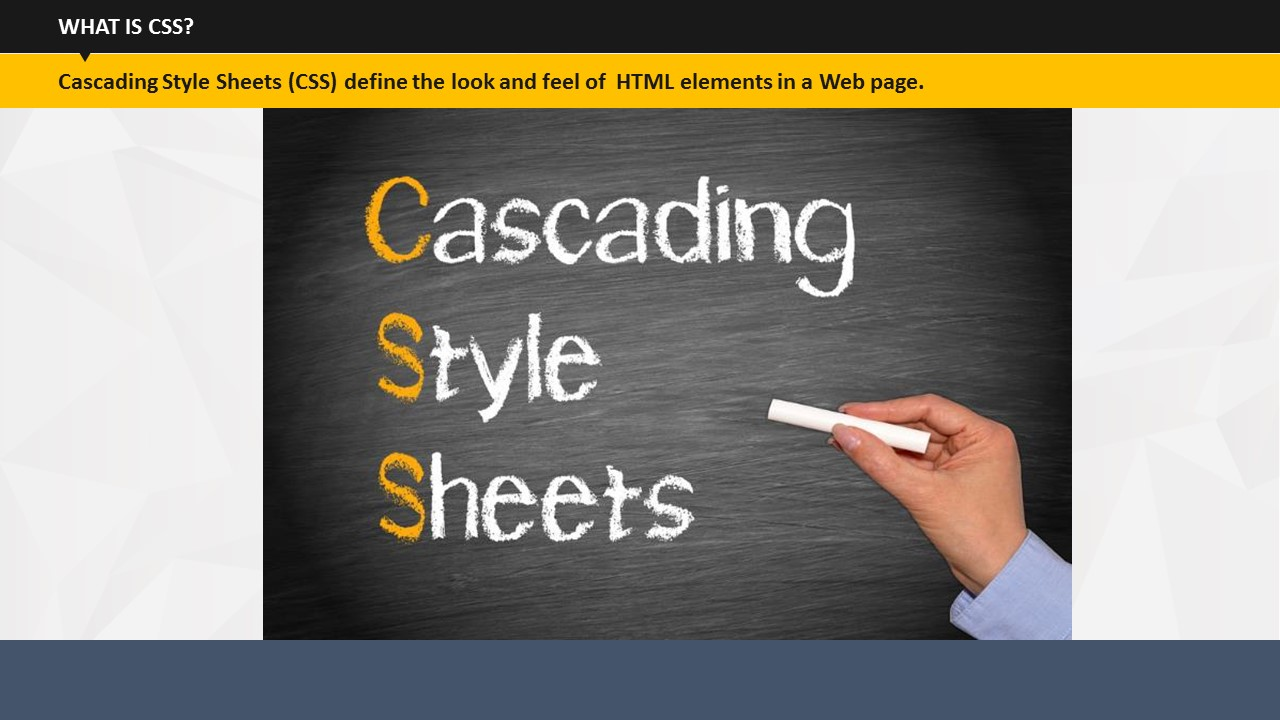 WHAT IS CSS?
Cascading Style Sheets (CSS) define the look and feel of HTML elements in a Web page.
Cascading
Style
Sheets